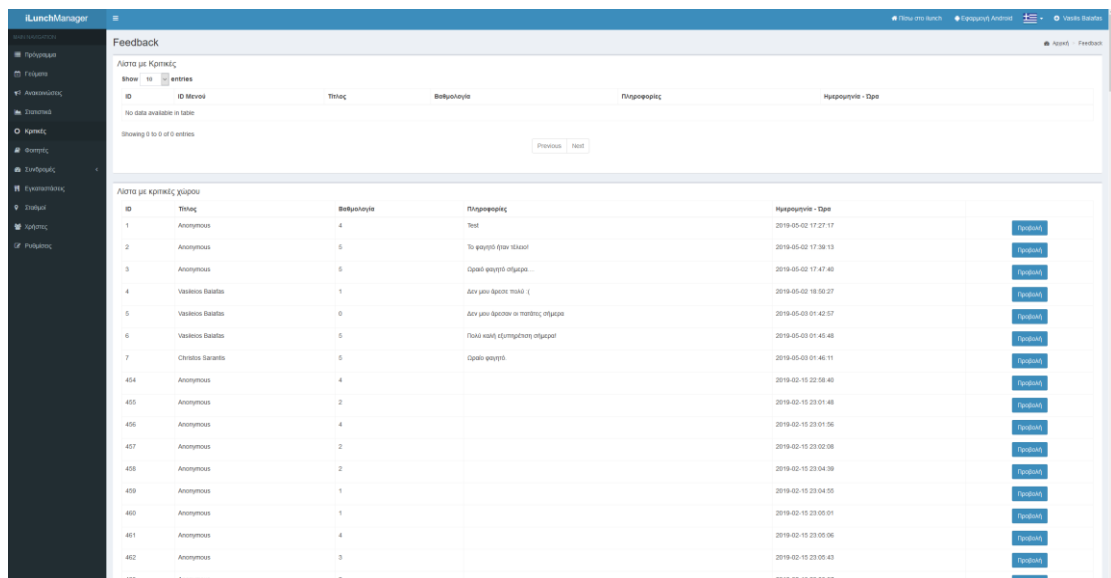 iLunchManager
Πίσω στο ilunch Εφαρμογή Android Vasilis Balafas
MAIN NAVIGATION
Πρόγραμμα
Γεύματα
Ανακοινώσεις
Στατιστικά
Κριτικές
Φοιτητές
Συνδρομές
Εγκαταστάσεις
Σταθμοί
Χρήστες
Ρυθμίσεις
Feedback
Αρχική Feedback
Λίστα με Κριτικές
Show 10 entries
ID ID Μενού Τίτλος Βαθμολογία Πληροφορίες Ημερομηνία - Ώρα
No data available in table
Showing 0 to 0 of 0 entries
Previous Next
Λίστα με κριτικές χώρου
ID Τίτλος Βαθμολογία Πληροφορίες Ημερομηνία - Ώρα
1 Anonymous 4 Test 2019-05-02 17:27:17 Προβολή
2 Anonymous 5 Το φαγητό ήταν τέλειο! 2019-05-02 17:39:13 Προβολή
3 Anonymous 5 Ωραιό φαγητό σήμερα... 2019-05-02 17:47:40 Προβολή
4 Vasileios Balafas 1 Δεν μου άρεσε πολύ :( 2019-05-02 18:50:27 Προβολή
5 Vasileios Balafas 0 Δεν μου άρεσαν οι πατάτες σήμερα 2019-05-03 01:42:57 Προβολή
6 Vasileios Balafas 5 Πολύ καλή εξυπηρέτηση σήμερα! 2019-05-03 01:45:48 Προβολή
7 Christos Sarantis 5 Ωραίο φαγητό 2019-05-03 01:46:11 Προβολή
454 Anonymous 4 2019-02-15 22:58:40 Προβολή
455 Anonymous 2 2019-02-15 23:01:48 Προβολή
456 Anonymous 4 2019-02-15 23:01:56 Προβολή
457 Anonymous 2 2019-02-15 23:02:08 Προβολή
458 Anonymous 2 2019-02-15 23:04:39 Προβολή
459 Anonymous 1 2019-02-15 23:04:55 Προβολή
460 Anonymous 1 2019-02-15 23:05:01 Προβολή
461 Anonymous 4 2019-02-15 23:05:06 Προβολή
462 Anonymous 3 2019-02-15 23:05:43 Προβολή